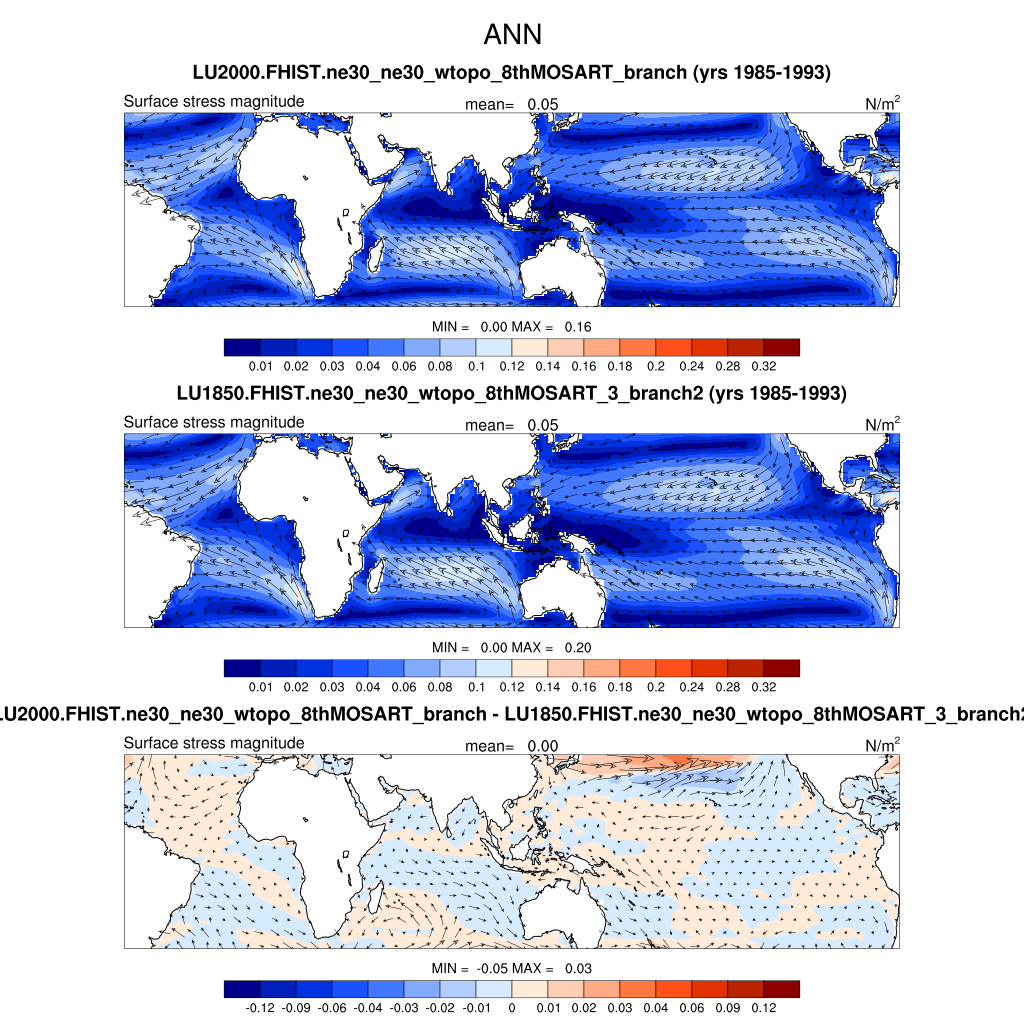 ANN
LU2000.FHIST.ne30_ne30_wtopo_8thMOSART_branch (yrs 1985-1993)
Surface stress magnitude mean= 0.05 N/m²
MIN = 0.00 MAX = 0.16
0.01 0.02 0.03 0.04 0.06 0.08 0.1 0.12 0.14 0.16 0.18 0.2 0.24 0.28 0.32
LU1850.FHIST.ne30_ne30_wtopo_8thMOSART_3_branch2 (yrs 1985-1993)
Surface stress magnitude mean= 0.05 N/m²
MIN = 0.00 MAX = 0.20
0.01 0.02 0.03 0.04 0.06 0.08 0.1 0.12 0.14 0.16 0.18 0.2 0.24 0.28 0.32
LU2000.FHIST.ne30_ne30_wtopo_8thMOSART_branch - LU1850.FHIST.ne30_ne30_wtopo_8thMOSART_3_branch2
Surface stress magnitude mean= 0.00 N/m²
MIN = -0.05 MAX = 0.03
-0.12 -0.09 -0.06 -0.04 -0.03 -0.02 -0.01 0 0.01 0.02 0.03 0.04 0.06 0.09 0.12